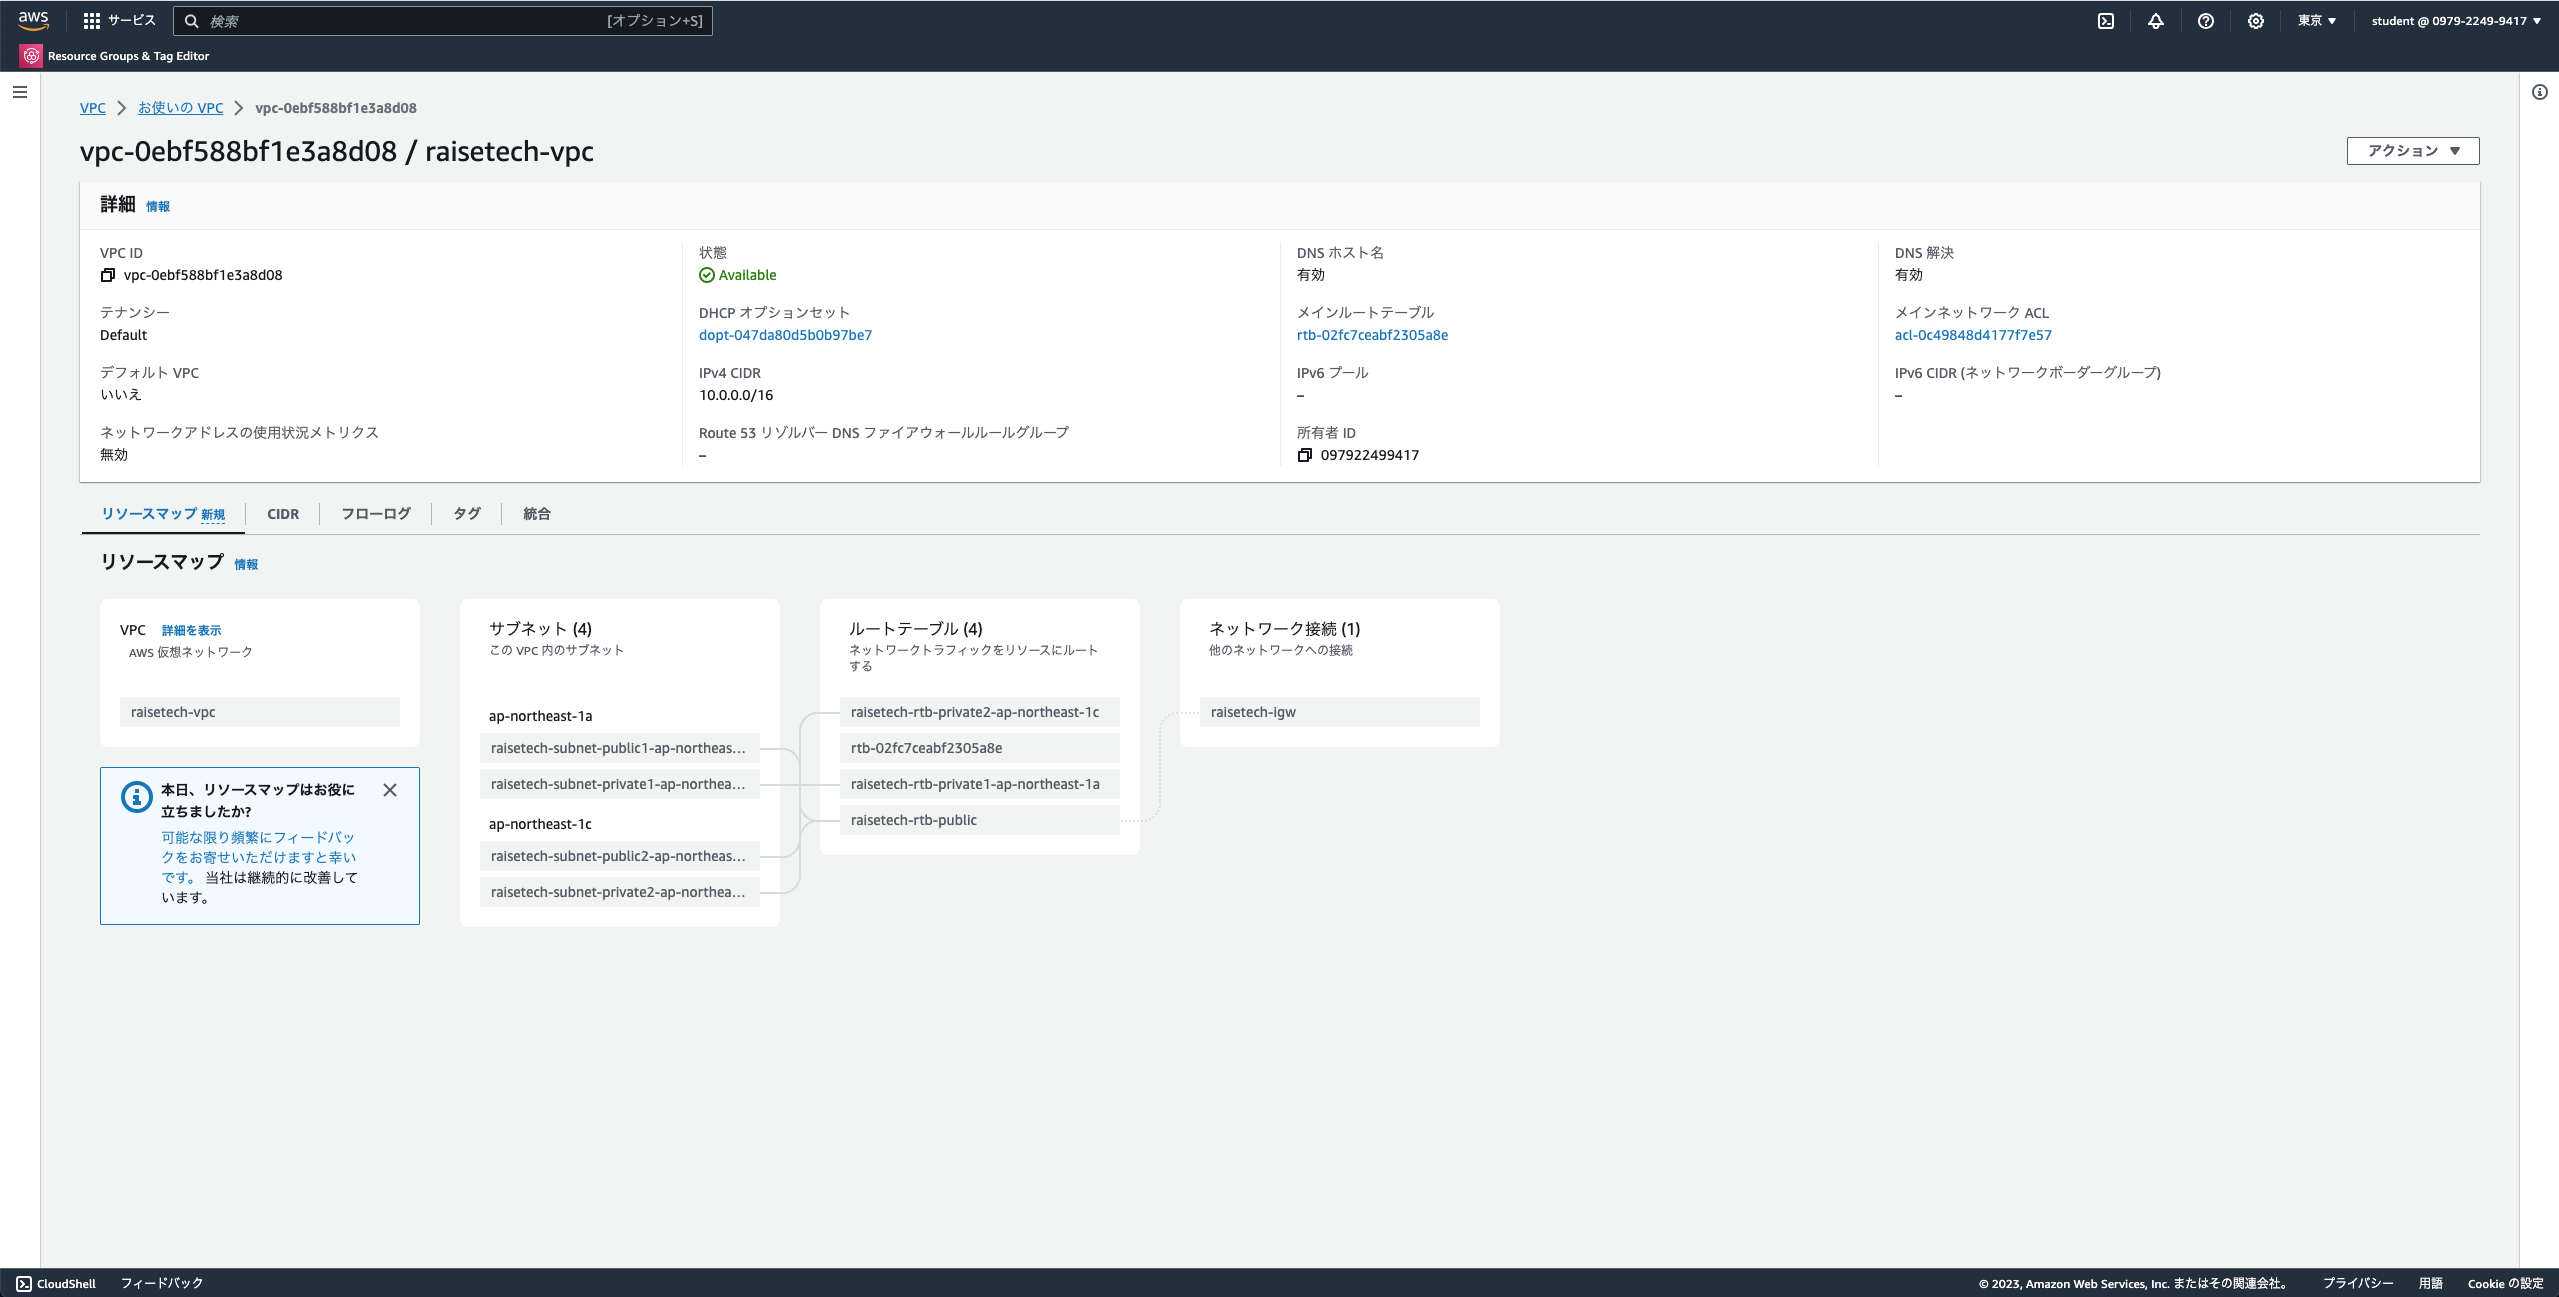 aws
サービス
検索
[オプション+S]
東京
student @ 0979-2249-9417
Resource Groups & Tag Editor
VPC
お使いの VPC
vpc-0ebf588bf1e3a8d08
vpc-0ebf588bf1e3a8d08 / raisetech-vpc
アクション
詳細 情報
VPC ID
vpc-0ebf588bf1e3a8d08
状態
Available
DNS ホスト名
有効
DNS 解決
有効
テナンシー
Default
DHCP オプションセット
dopt-047da80d5b0b97be7
メインルートテーブル
rtb-02fc7ceabf2305a8e
メインネットワーク ACL
acl-0c49848d4177f7e57
デフォルト VPC
いいえ
IPv4 CIDR
10.0.0.0/16
IPv6 プール
–
IPv6 CIDR (ネットワークボーダーグループ)
–
ネットワークアドレスの使用状況メトリクス
無効
Route 53 リゾルバー DNS ファイアウォールルールグループ
–
所有者 ID
097922499417
リソースマップ 新規
CIDR
フローログ
タグ
統合
リソースマップ 情報
VPC 詳細を表示
AWS 仮想ネットワーク
raisetech-vpc
本日、リソースマップはお役に
立ちましたか?
可能な限り頻繁にフィードバッ
クをお寄せいただけますと幸い
です。 当社は継続的に改善して
います。
サブネット (4)
この VPC 内のサブネット
ap-northeast-1a
raisetech-subnet-public1-ap-northeas…
raisetech-subnet-private1-ap-northea…
ap-northeast-1c
raisetech-subnet-public2-ap-northeas…
raisetech-subnet-private2-ap-northea…
ルートテーブル (4)
ネットワークトラフィックをリソースにルート
する
raisetech-rtb-private2-ap-northeast-1c
rtb-02fc7ceabf2305a8e
raisetech-rtb-private1-ap-northeast-1a
raisetech-rtb-public
ネットワーク接続 (1)
他のネットワークへの接続
raisetech-igw
CloudShell
フィードバック
© 2023, Amazon Web Services, Inc. またはその関連会社。
プライバシー
用語
Cookie の設定